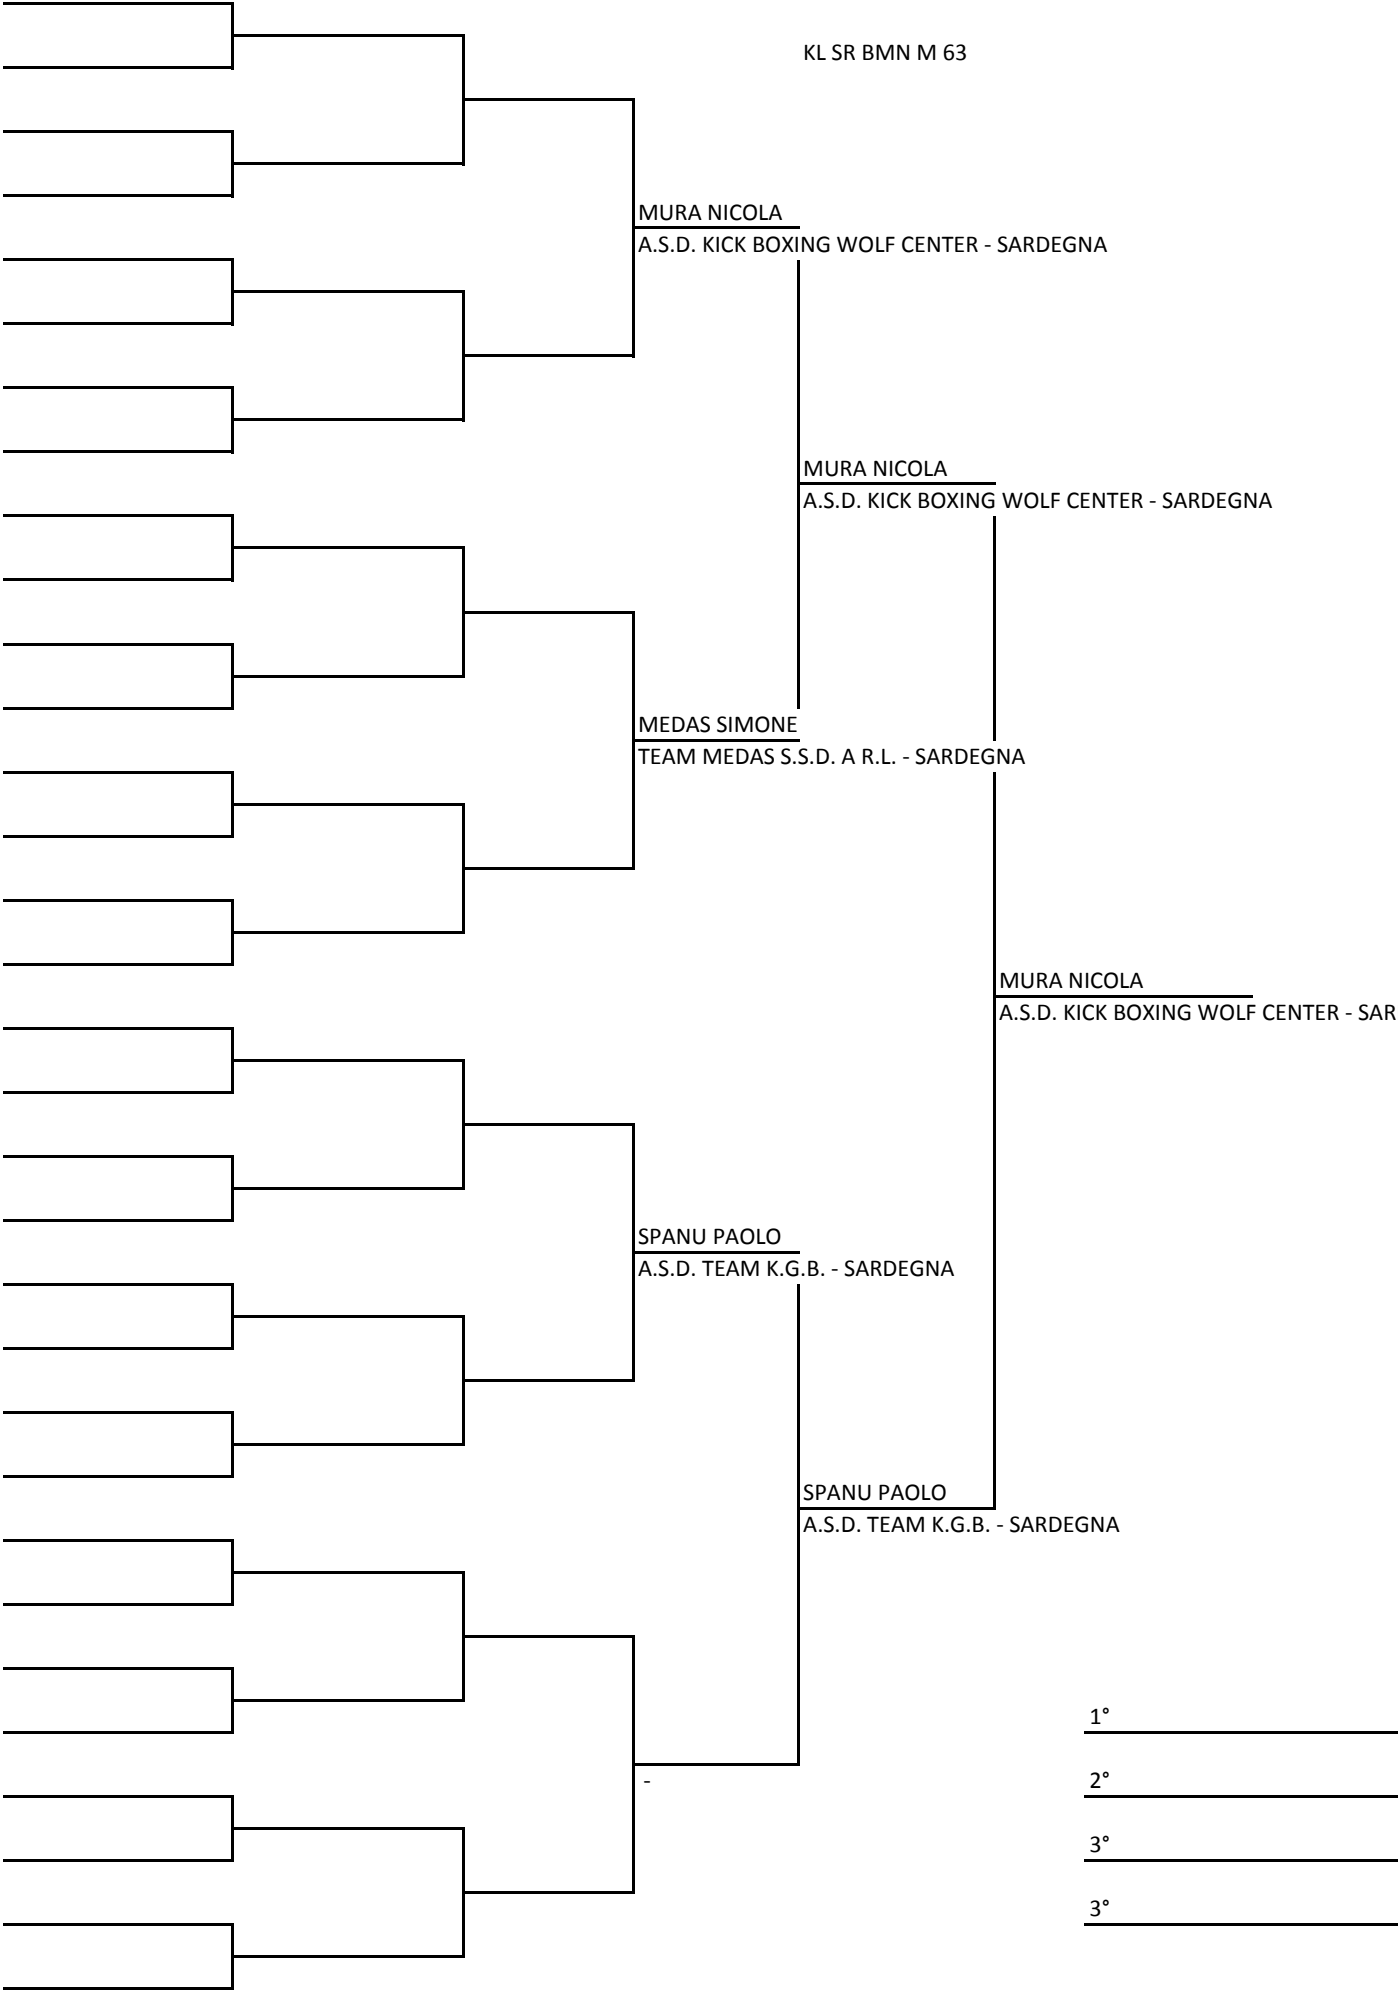 KL SR BMN M 63
MURA NICOLA
A.S.D. KICK BOXING WOLF CENTER - SARDEGNA
MURA NICOLA
A.S.D. KICK BOXING WOLF CENTER - SARDEGNA
MEDAS SIMONE
TEAM MEDAS S.S.D. A R.L. - SARDEGNA
MURA NICOLA
A.S.D. KICK BOXING WOLF CENTER - SAR
SPANU PAOLO
A.S.D. TEAM K.G.B. - SARDEGNA
SPANU PAOLO
A.S.D. TEAM K.G.B. - SARDEGNA
1°
-
2°
3°
3°